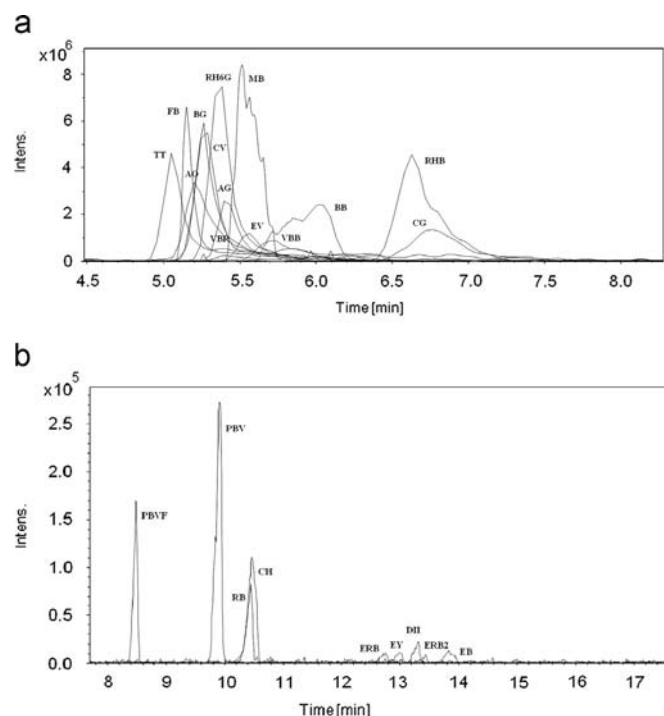 a
x10⁶
8
6
4
2
0
Intens.
TT
FB
AO
BG
CV
RH6G
AG
VBR
EV
MB
VBB
BB
RHB
CG
4.5 5.0 5.5 6.0 6.5 7.0 7.5 8.0
Time [min]
b
x10⁵
2.5
2.0
1.5
1.0
0.5
0.0
Intens.
PBVF
PBV
RB
CH
ERB
EY
DII
ERB2
EB
8 9 10 11 12 13 14 15 16 17
Time [min]